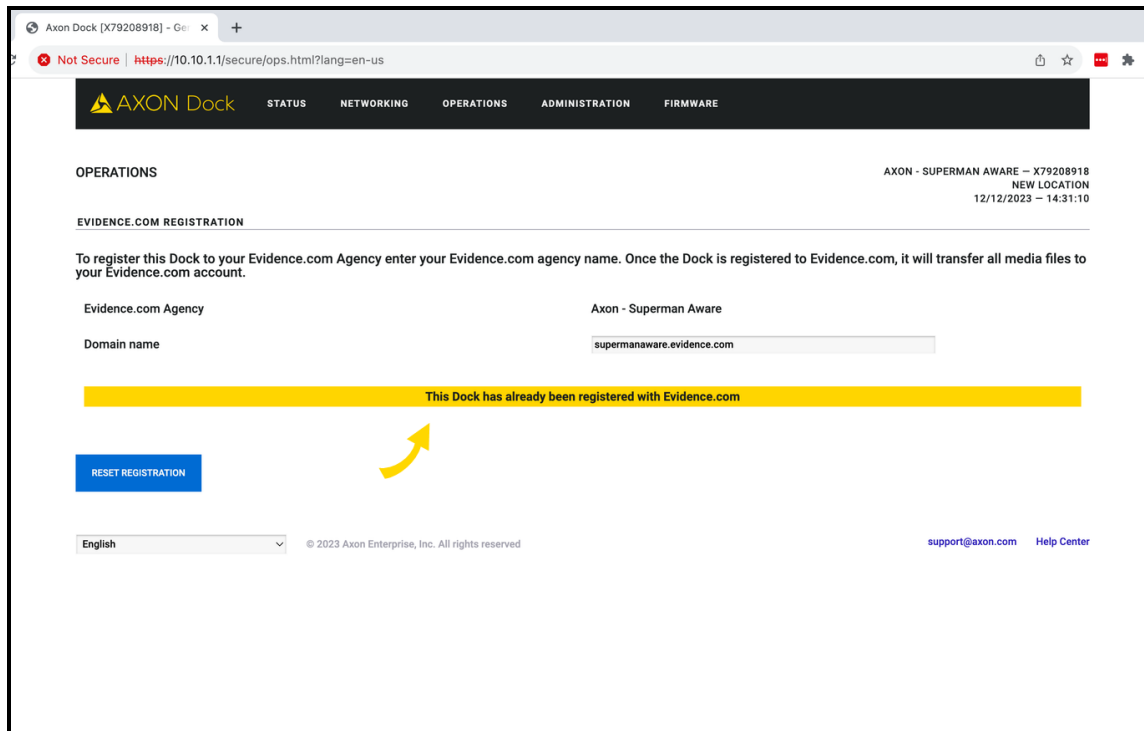 Axon Dock [X79208918] - Ge
Not Secure | https://10.10.1.1/secure/ops.html?lang=en-us
AXON Dock STATUS NETWORKING OPERATIONS ADMINISTRATION FIRMWARE
OPERATIONS
AXON - SUPERMAN AWARE — X79208918
NEW LOCATION
12/12/2023 — 14:31:10
EVIDENCE.COM REGISTRATION
To register this Dock to your Evidence.com Agency enter your Evidence.com agency name. Once the Dock is registered to Evidence.com, it will transfer all media files to
your Evidence.com account.
Evidence.com Agency Axon - Superman Aware
Domain name supermanaware.evidence.com
This Dock has already been registered with Evidence.com
RESET REGISTRATION
English © 2023 Axon Enterprise, Inc. All rights reserved support@axon.com Help Center